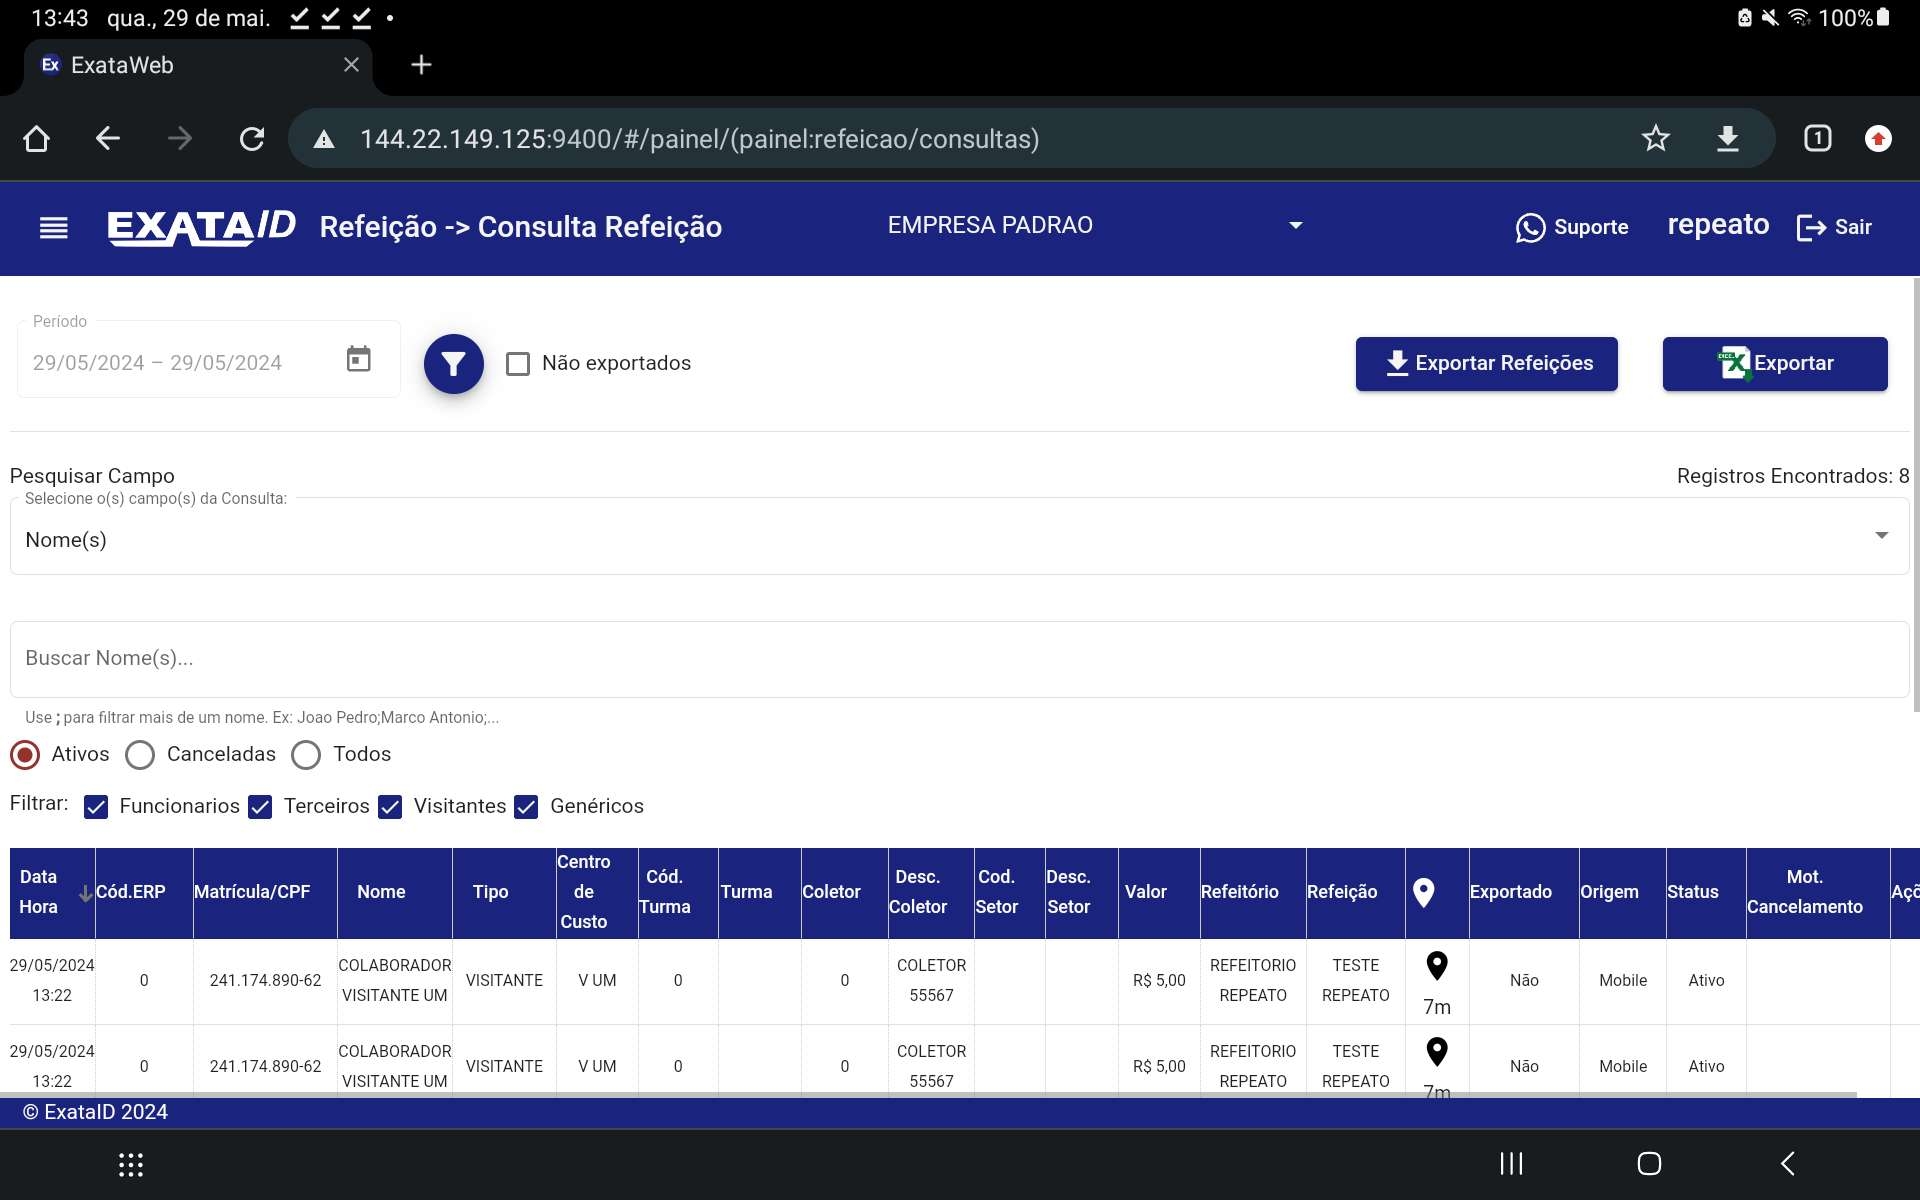 13:43 qua., 29 de mai.
100%
Ex ExataWeb
144.22.149.125:9400/#/painel/(painel:refeicao/consultas)
1
EXATAID Refeição -> Consulta Refeição EMPRESA PADRAO Suporte repeato Sair
Período
29/05/2024 – 29/05/2024
Não exportados
Exportar Refeições
Exportar
Pesquisar Campo
Registros Encontrados: 8
Selecione o(s) campo(s) da Consulta:
Nome(s)
Buscar Nome(s)...
Use ; para filtrar mais de um nome. Ex: Joao Pedro;Marco Antonio;...
Ativos Canceladas Todos
Filtrar: Funcionarios Terceiros Visitantes Genéricos
Data Hora Cód.ERP Matrícula/CPF Nome Tipo Centro de Custo Cód. Turma Turma Coletor Desc. Coletor Cod. Setor Desc. Setor Valor Refeitório Refeição Exportado Origem Status Mot. Cancelamento Açõ
29/05/2024 13:22 0 241.174.890-62 COLABORADOR VISITANTE UM VISITANTE V UM 0 0 COLETOR 55567 R$ 5,00 REFEITORIO REPEATO TESTE REPEATO 7m Não Mobile Ativo
29/05/2024 13:22 0 241.174.890-62 COLABORADOR VISITANTE UM VISITANTE V UM 0 0 COLETOR 55567 R$ 5,00 REFEITORIO REPEATO TESTE REPEATO 7m Não Mobile Ativo
© ExataID 2024